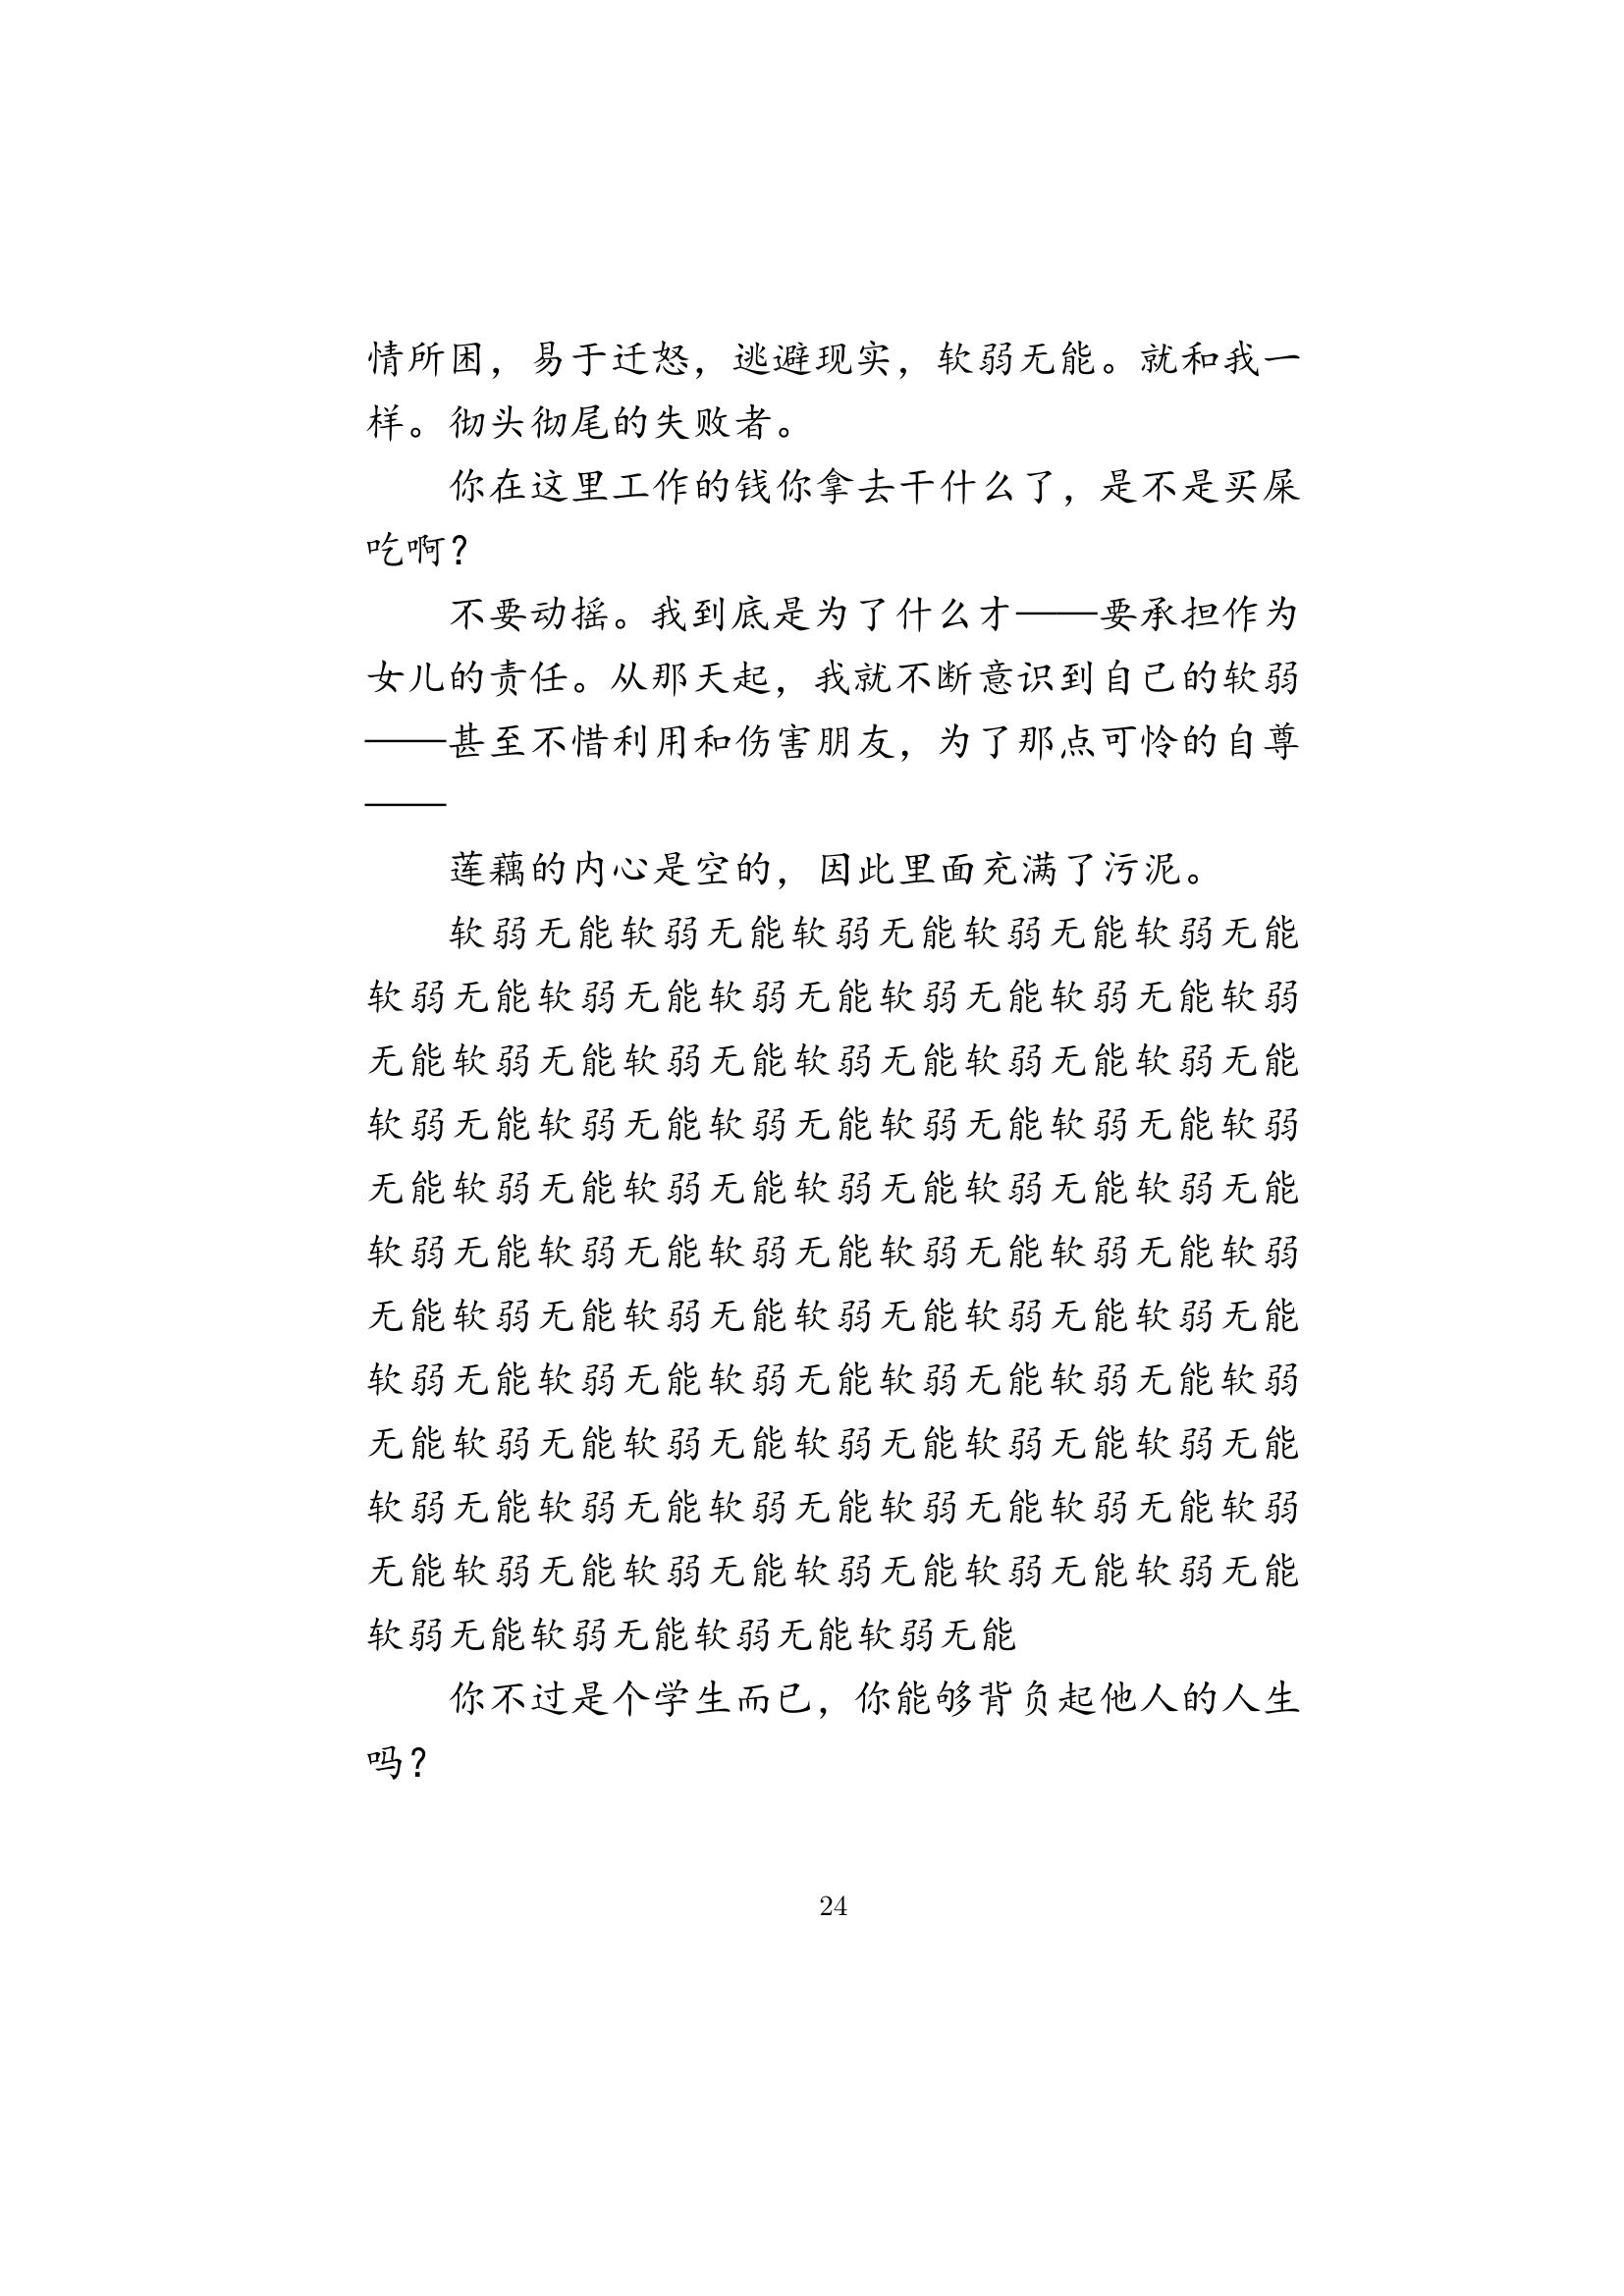 情所困，易于迁怒，逃避现实，软弱无能。就和我一
样。彻头彻尾的失败者。
你在这里工作的钱你拿去干什么了，是不是买屎
吃啊？
不要动摇。我到底是为了什么才——要承担作为
女儿的责任。从那天起，我就不断意识到自己的软弱
——甚至不惜利用和伤害朋友，为了那点可怜的自尊
——
莲藕的内心是空的，因此里面充满了污泥。
软弱无能软弱无能软弱无能软弱无能软弱无能
软弱无能软弱无能软弱无能软弱无能软弱无能软弱
无能软弱无能软弱无能软弱无能软弱无能软弱无能
软弱无能软弱无能软弱无能软弱无能软弱无能软弱
无能软弱无能软弱无能软弱无能软弱无能软弱无能
软弱无能软弱无能软弱无能软弱无能软弱无能软弱
无能软弱无能软弱无能软弱无能软弱无能软弱无能
软弱无能软弱无能软弱无能软弱无能软弱无能软弱
无能软弱无能软弱无能软弱无能软弱无能软弱无能
软弱无能软弱无能软弱无能软弱无能软弱无能软弱
无能软弱无能软弱无能软弱无能软弱无能软弱无能
软弱无能软弱无能软弱无能软弱无能
你不过是个学生而已，你能够背负起他人的人生
吗？
24